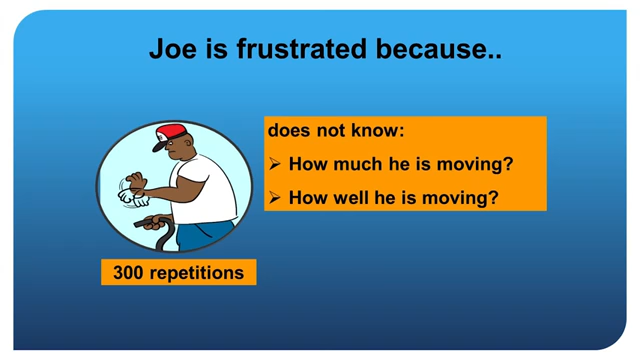 Joe is frustrated because..
does not know:
➢ How much he is moving?
➢ How well he is moving?
300 repetitions